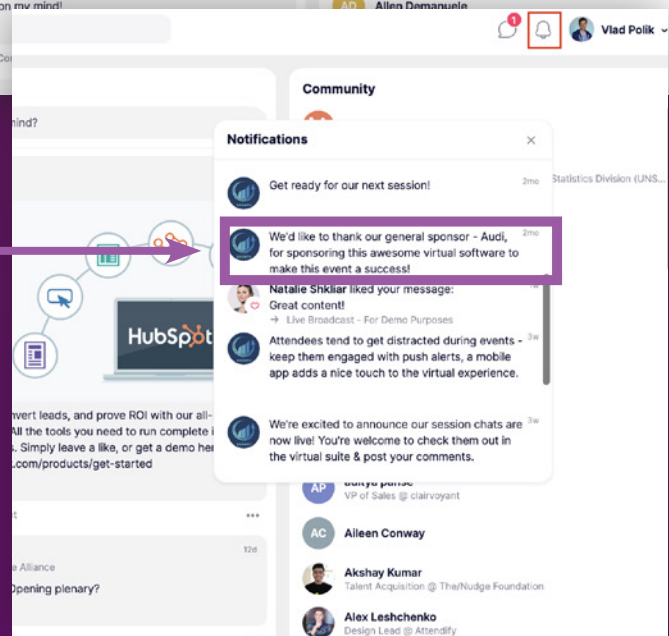 on my mind!
AD Allen Demanuele
1
Vlad Polik
Community
mind?
Notifications
Get ready for our next session! 2mo
Statistics Division (UNS...
We'd like to thank our general sponsor - Audi, 2mo
for sponsoring this awesome virtual software to
make this event a success!
Natalie Shkliar liked your message:
Great content!
→ Live Broadcast - For Demo Purposes
HubSpot
Attendees tend to get distracted during events - 3w
keep them engaged with push alerts, a mobile
app adds a nice touch to the virtual experience.
nvert leads, and prove ROI with our all-
All the tools you need to run complete i
. Simply leave a like, or get a demo her
.com/products/get-started
We're excited to announce our session chats are 3w
now live! You're welcome to check them out in
the virtual suite & post your comments.
AP aditya panse
VP of Sales @ clairvoyant
AC Aileen Conway
12d
e Alliance
Opening plenary?
Akshay Kumar
Talent Acquisition @ The/Nudge Foundation
Alex Leshchenko
Design Lead @ Attendify